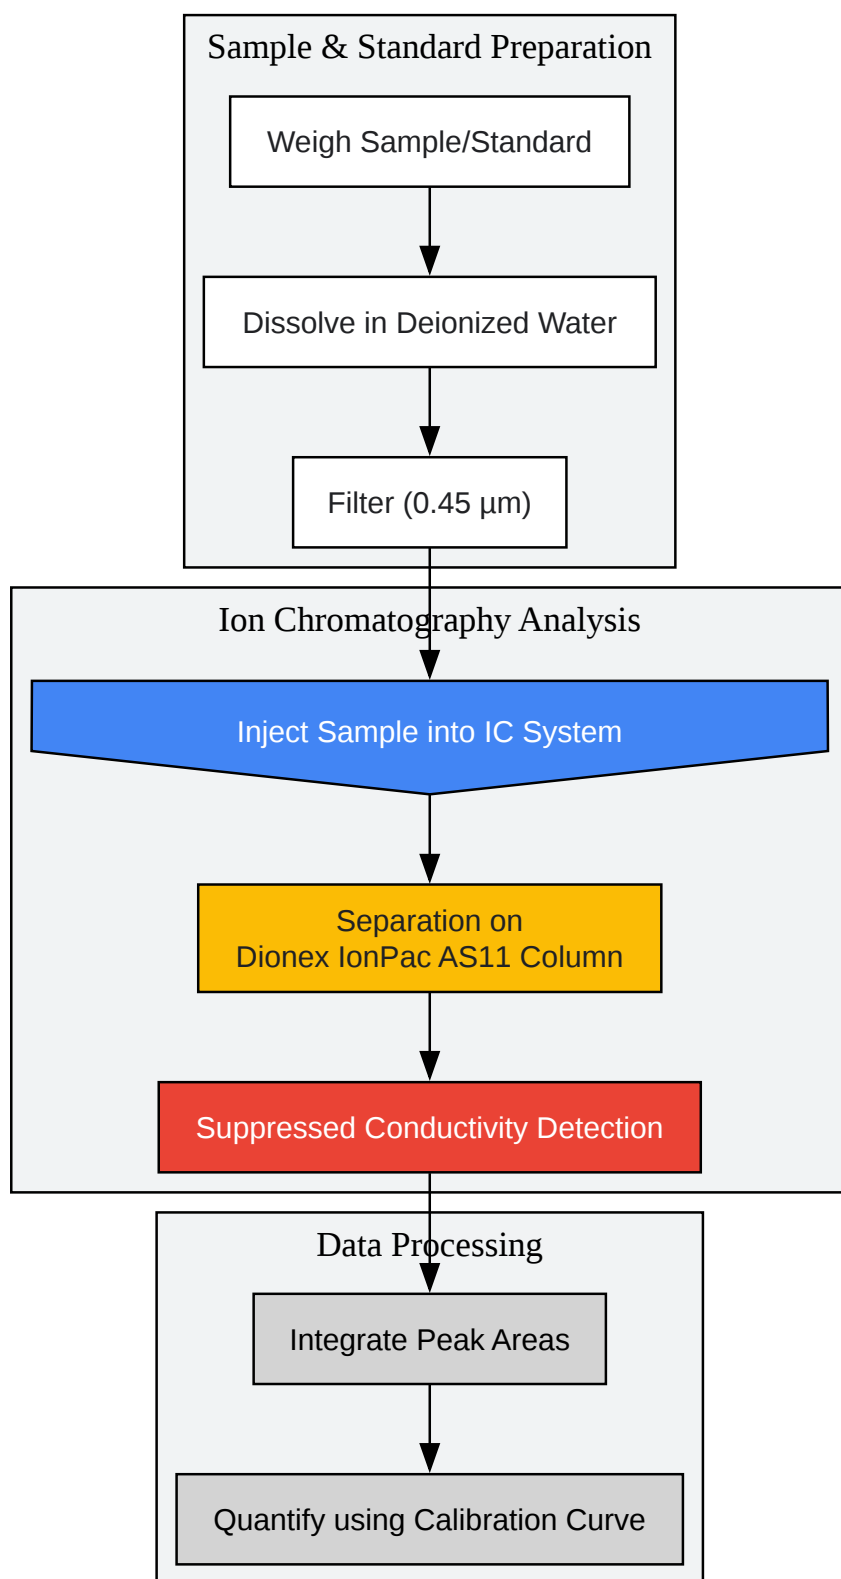 Sample & Standard Preparation
Weigh Sample/Standard
Dissolve in Deionized Water
Filter (0.45 µm)
Ion Chromatography Analysis
Inject Sample into IC System
Separation on
Dionex IonPac AS11 Column
Suppressed Conductivity Detection
Data Processing
Integrate Peak Areas
Quantify using Calibration Curve